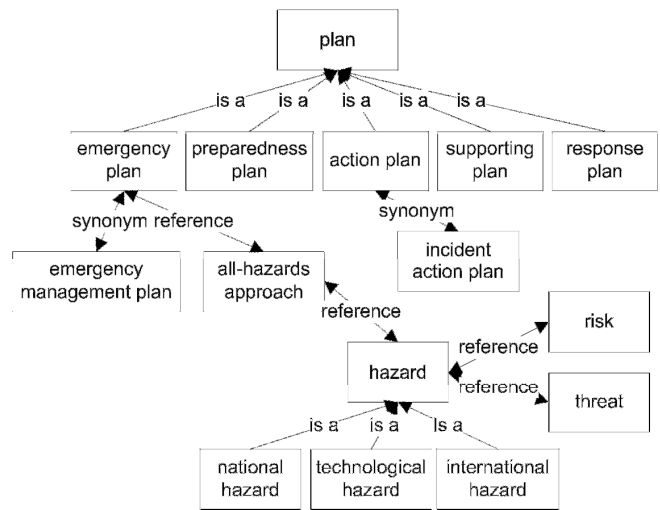 plan
is a is a is a is a is a
emergency
plan
preparedness
plan
action plan
supporting
plan
response
plan
synonym reference
synonym
emergency
management plan
all-hazards
approach
incident
action plan
reference
risk
reference
hazard
reference
threat
is a is a Is a
national
hazard
technological
hazard
international
hazard